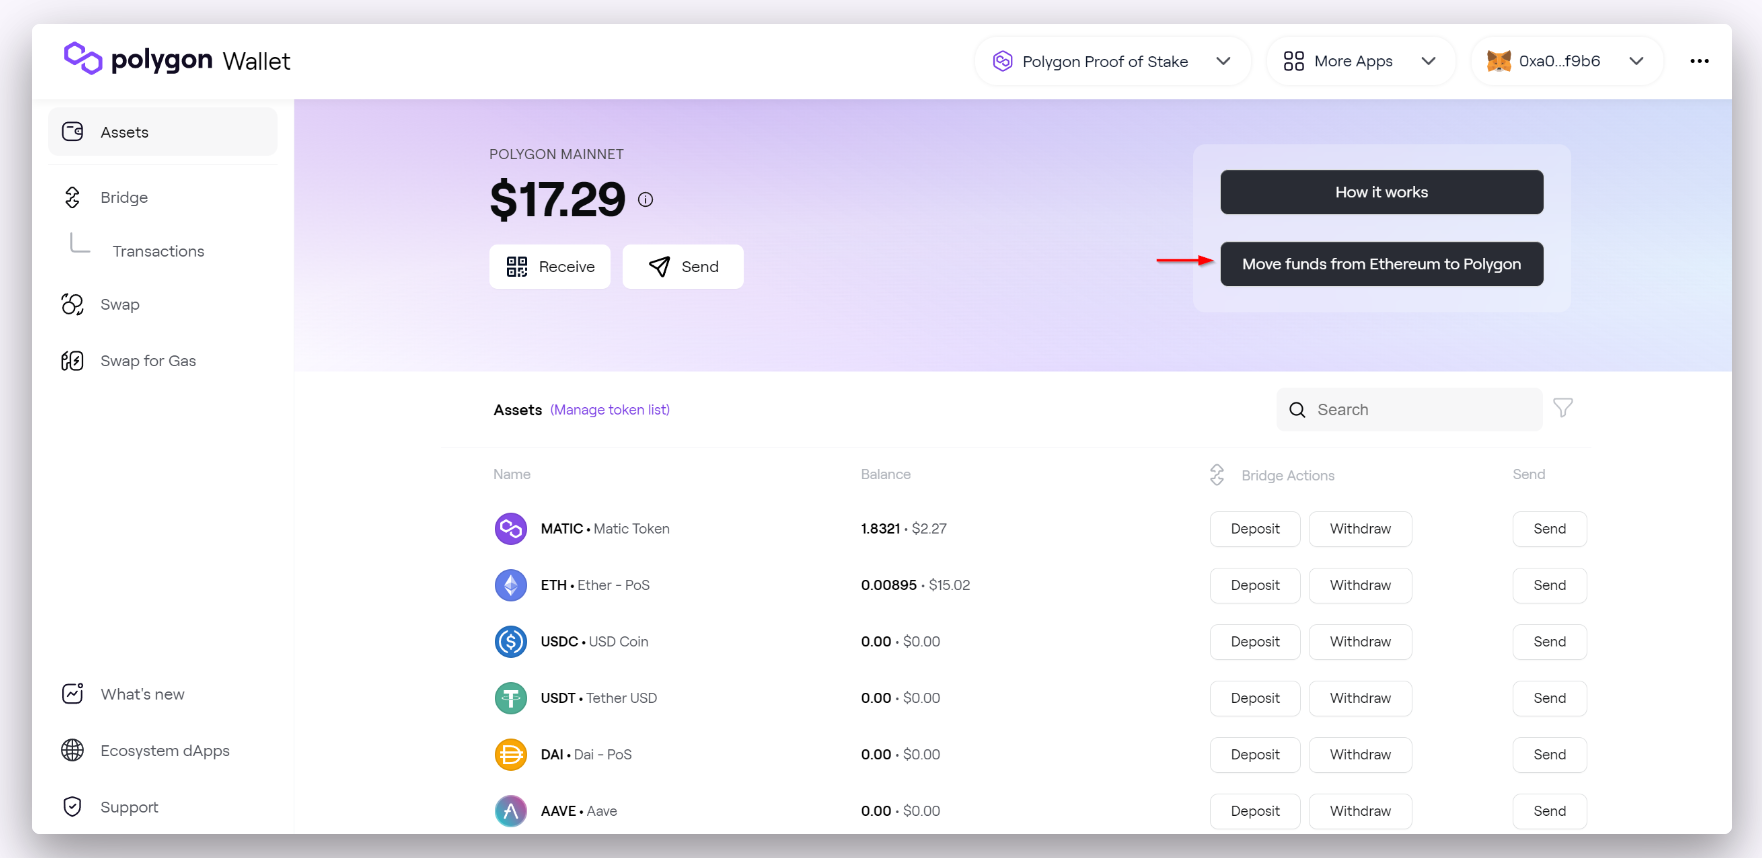 polygon Wallet
Polygon Proof of Stake
More Apps
0xa0...f9b6
Assets
Bridge
Transactions
Swap
Swap for Gas
What's new
Ecosystem dApps
Support
POLYGON MAINNET
$17.29
Receive
Send
How it works
Move funds from Ethereum to Polygon
Assets (Manage token list)
Search
Name Balance Bridge Actions Send
MATIC • Matic Token 1.8321 • $2.27 Deposit Withdraw Send
ETH • Ether - PoS 0.00895 • $15.02 Deposit Withdraw Send
USDC • USD Coin 0.00 • $0.00 Deposit Withdraw Send
USDT • Tether USD 0.00 • $0.00 Deposit Withdraw Send
DAI • Dai - PoS 0.00 • $0.00 Deposit Withdraw Send
AAVE • Aave 0.00 • $0.00 Deposit Withdraw Send